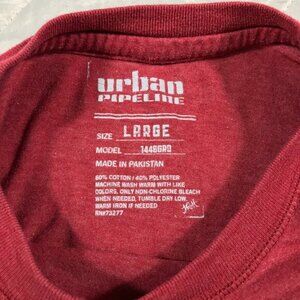 urban
PIPELINE
SIZE LARGE
MODEL 1446GRD
MADE IN PAKISTAN
60% COTTON / 40% POLYESTER
MACHINE WASH WARM WITH LIKE
COLORS, ONLY NON-CHLORINE BLEACH
WHEN NEEDED, TUMBLE DRY LOW,
WARM IRON IF NEEDED
RN#73277